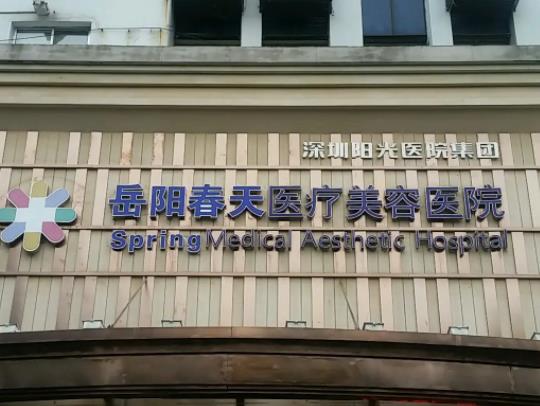 深圳阳光医院集团
岳阳春天医疗美容医院
Spring Medical Aesthetic Hospital